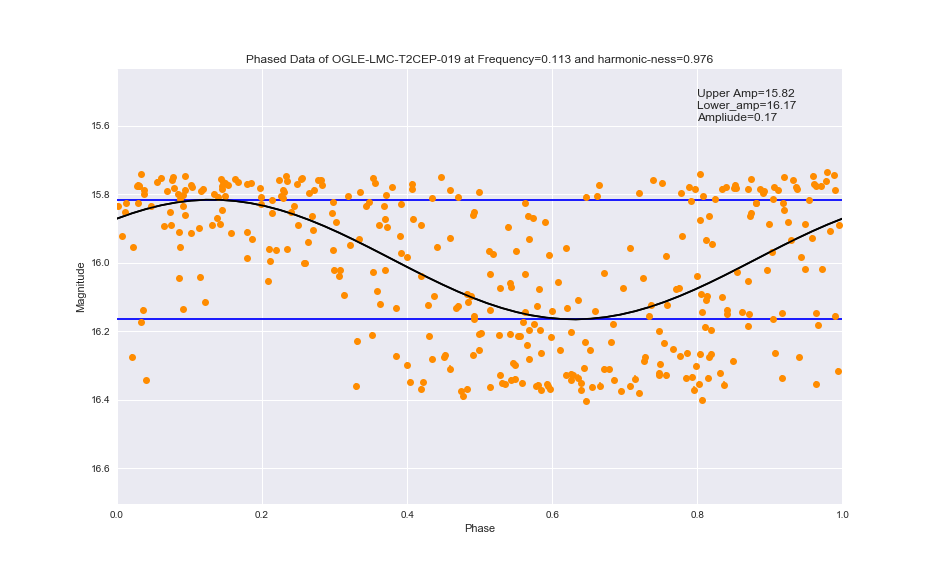 Phased Data of OGLE-LMC-T2CEP-019 at Frequency=0.113 and harmonic-ness=0.976
Upper Amp=15.82
Lower_amp=16.17
Ampliude=0.17
15.6
15.8
16.0
16.2
16.4
16.6
Magnitude
0.0
0.2
0.4
0.6
0.8
1.0
Phase